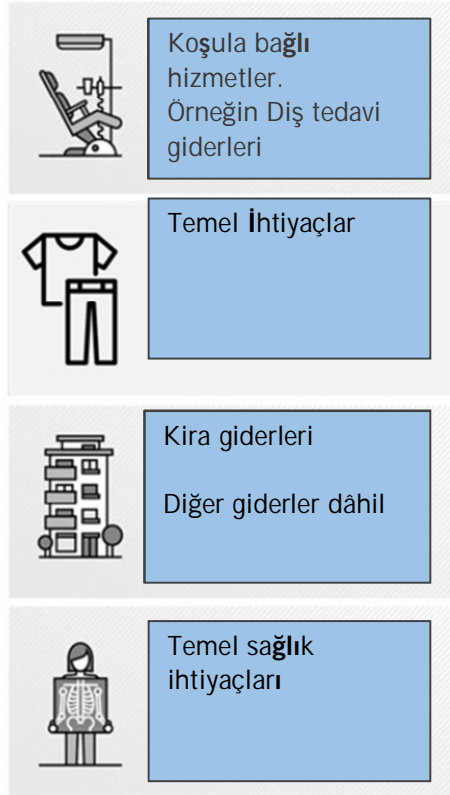 Koşula bağlı
hizmetler.
Örneğin Diş tedavi
giderleri
Temel İhtiyaçlar
Kira giderleri
Diğer giderler dâhil
Temel sağlık
ihtiyaçları